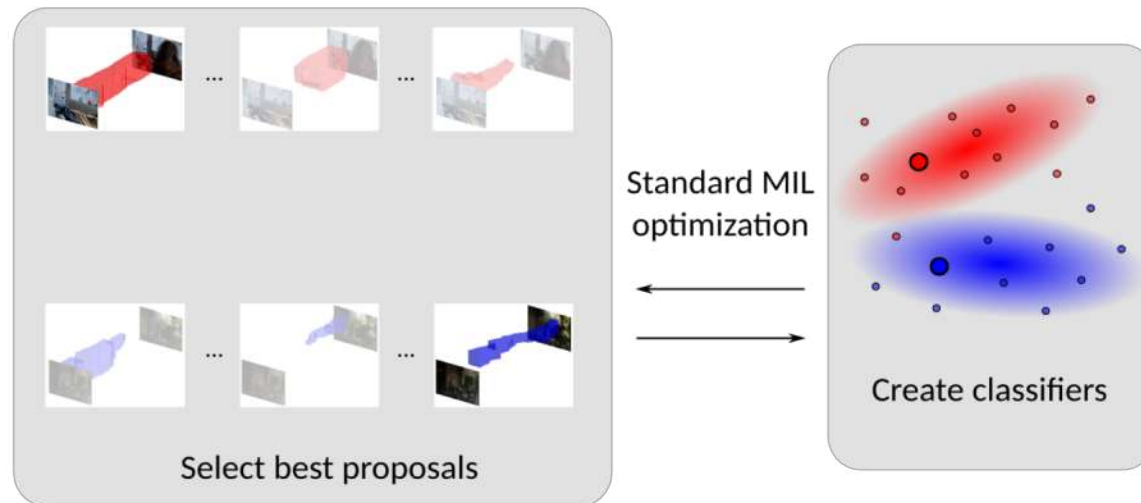 ... ...
Standard MIL
optimization
... ...
Create classifiers
Select best proposals